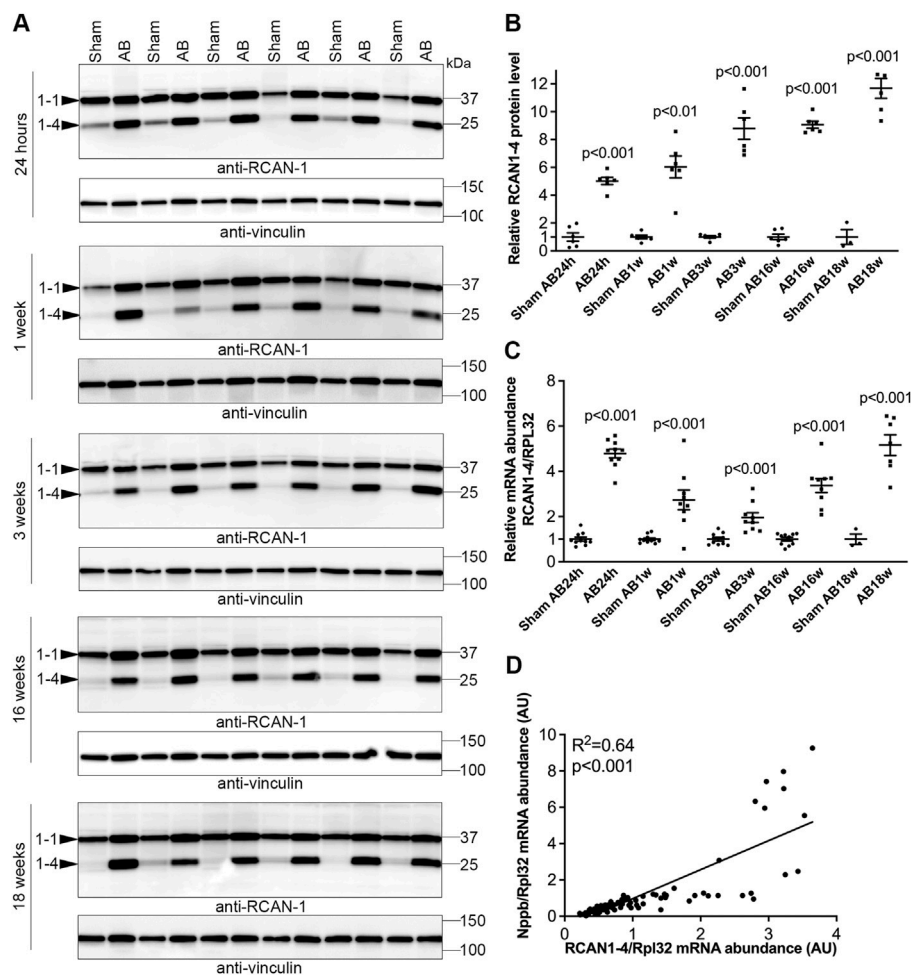 A
Sham AB Sham AB Sham AB Sham AB Sham AB Sham AB
kDa
24 hours
1-1
37
1-4
25
anti-RCAN-1
150
100
anti-vinculin
1 week
1-1
37
1-4
25
anti-RCAN-1
150
100
anti-vinculin
3 weeks
1-1
37
1-4
25
anti-RCAN-1
150
100
anti-vinculin
16 weeks
1-1
37
1-4
25
anti-RCAN-1
150
100
anti-vinculin
18 weeks
1-1
37
1-4
25
anti-RCAN-1
150
100
anti-vinculin
B
Relative RCAN1-4 protein level
12
10
8
6
4
2
1
0
p<0.001
p<0.01
p<0.001
p<0.001
p<0.001
Sham AB24h
AB24h
Sham AB1w
AB1w
Sham AB3w
AB3w
Sham AB16w
AB16w
Sham AB18w
AB18w
C
Relative mRNA abundance
RCAN1-4/RPL32
8
6
4
2
1
0
p<0.001
p<0.001
p<0.001
p<0.001
p<0.001
Sham AB24h
AB24h
Sham AB1w
AB1w
Sham AB3w
AB3w
Sham AB16w
AB16w
Sham AB18w
AB18w
D
Nppb/Rpl32 mRNA abundance (AU)
10
8
6
4
2
0
R²=0.64
p<0.001
0 1 2 3 4
RCAN1-4/Rpl32 mRNA abundance (AU)